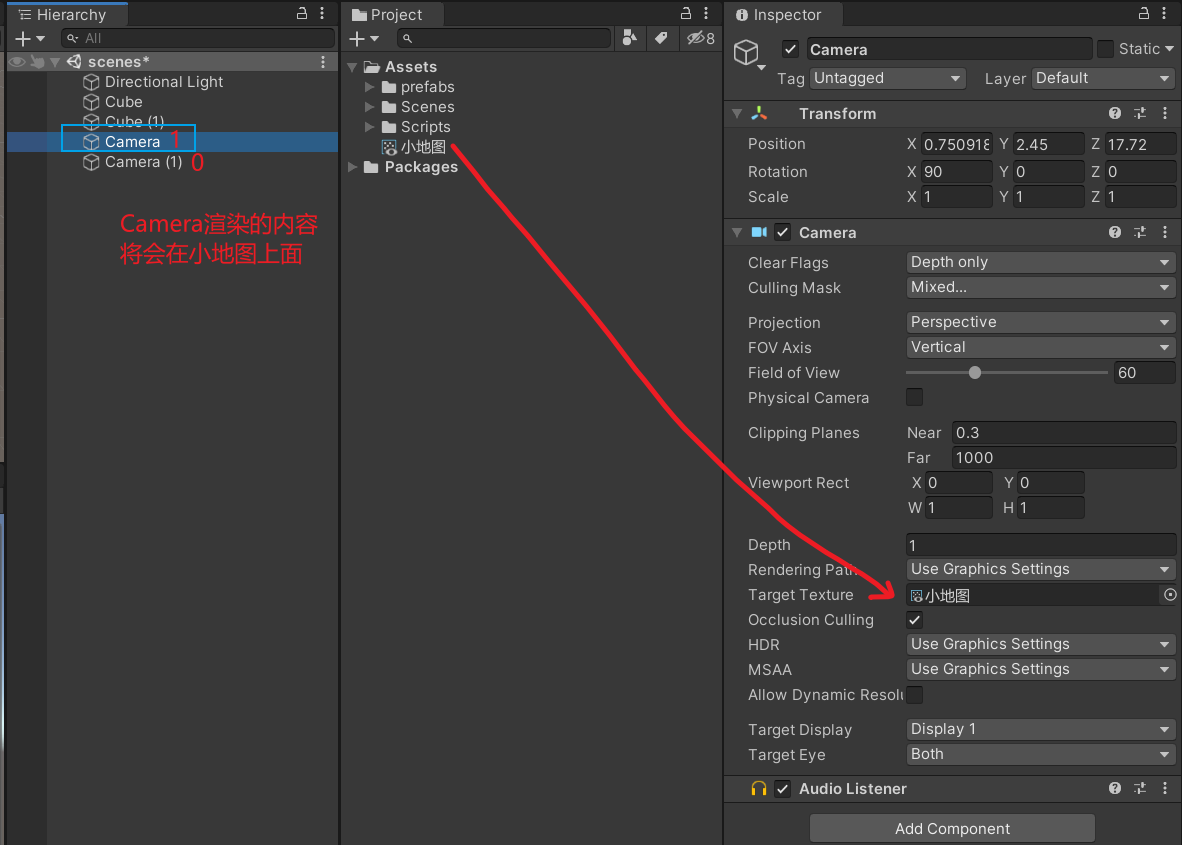 Hierarchy
All
scenes*
Directional Light
Cube
Cube (1)
Camera 1
Camera (1) 0
Camera渲染的内容
将会在小地图上面
Project
8
Assets
prefabs
Scenes
Scripts
小地图
Packages
Inspector
Camera
Static
Tag Untagged Layer Default
Transform
Position X 0.750918 Y 2.45 Z 17.72
Rotation X 90 Y 0 Z 0
Scale X 1 Y 1 Z 1
Camera
Clear Flags Depth only
Culling Mask Mixed...
Projection Perspective
FOV Axis Vertical
Field of View 60
Physical Camera
Clipping Planes Near 0.3
Far 1000
Viewport Rect X 0 Y 0
W 1 H 1
Depth 1
Rendering Path Use Graphics Settings
Target Texture 小地图
Occlusion Culling
HDR Use Graphics Settings
MSAA Use Graphics Settings
Allow Dynamic Resolu
Target Display Display 1
Target Eye Both
Audio Listener
Add Component